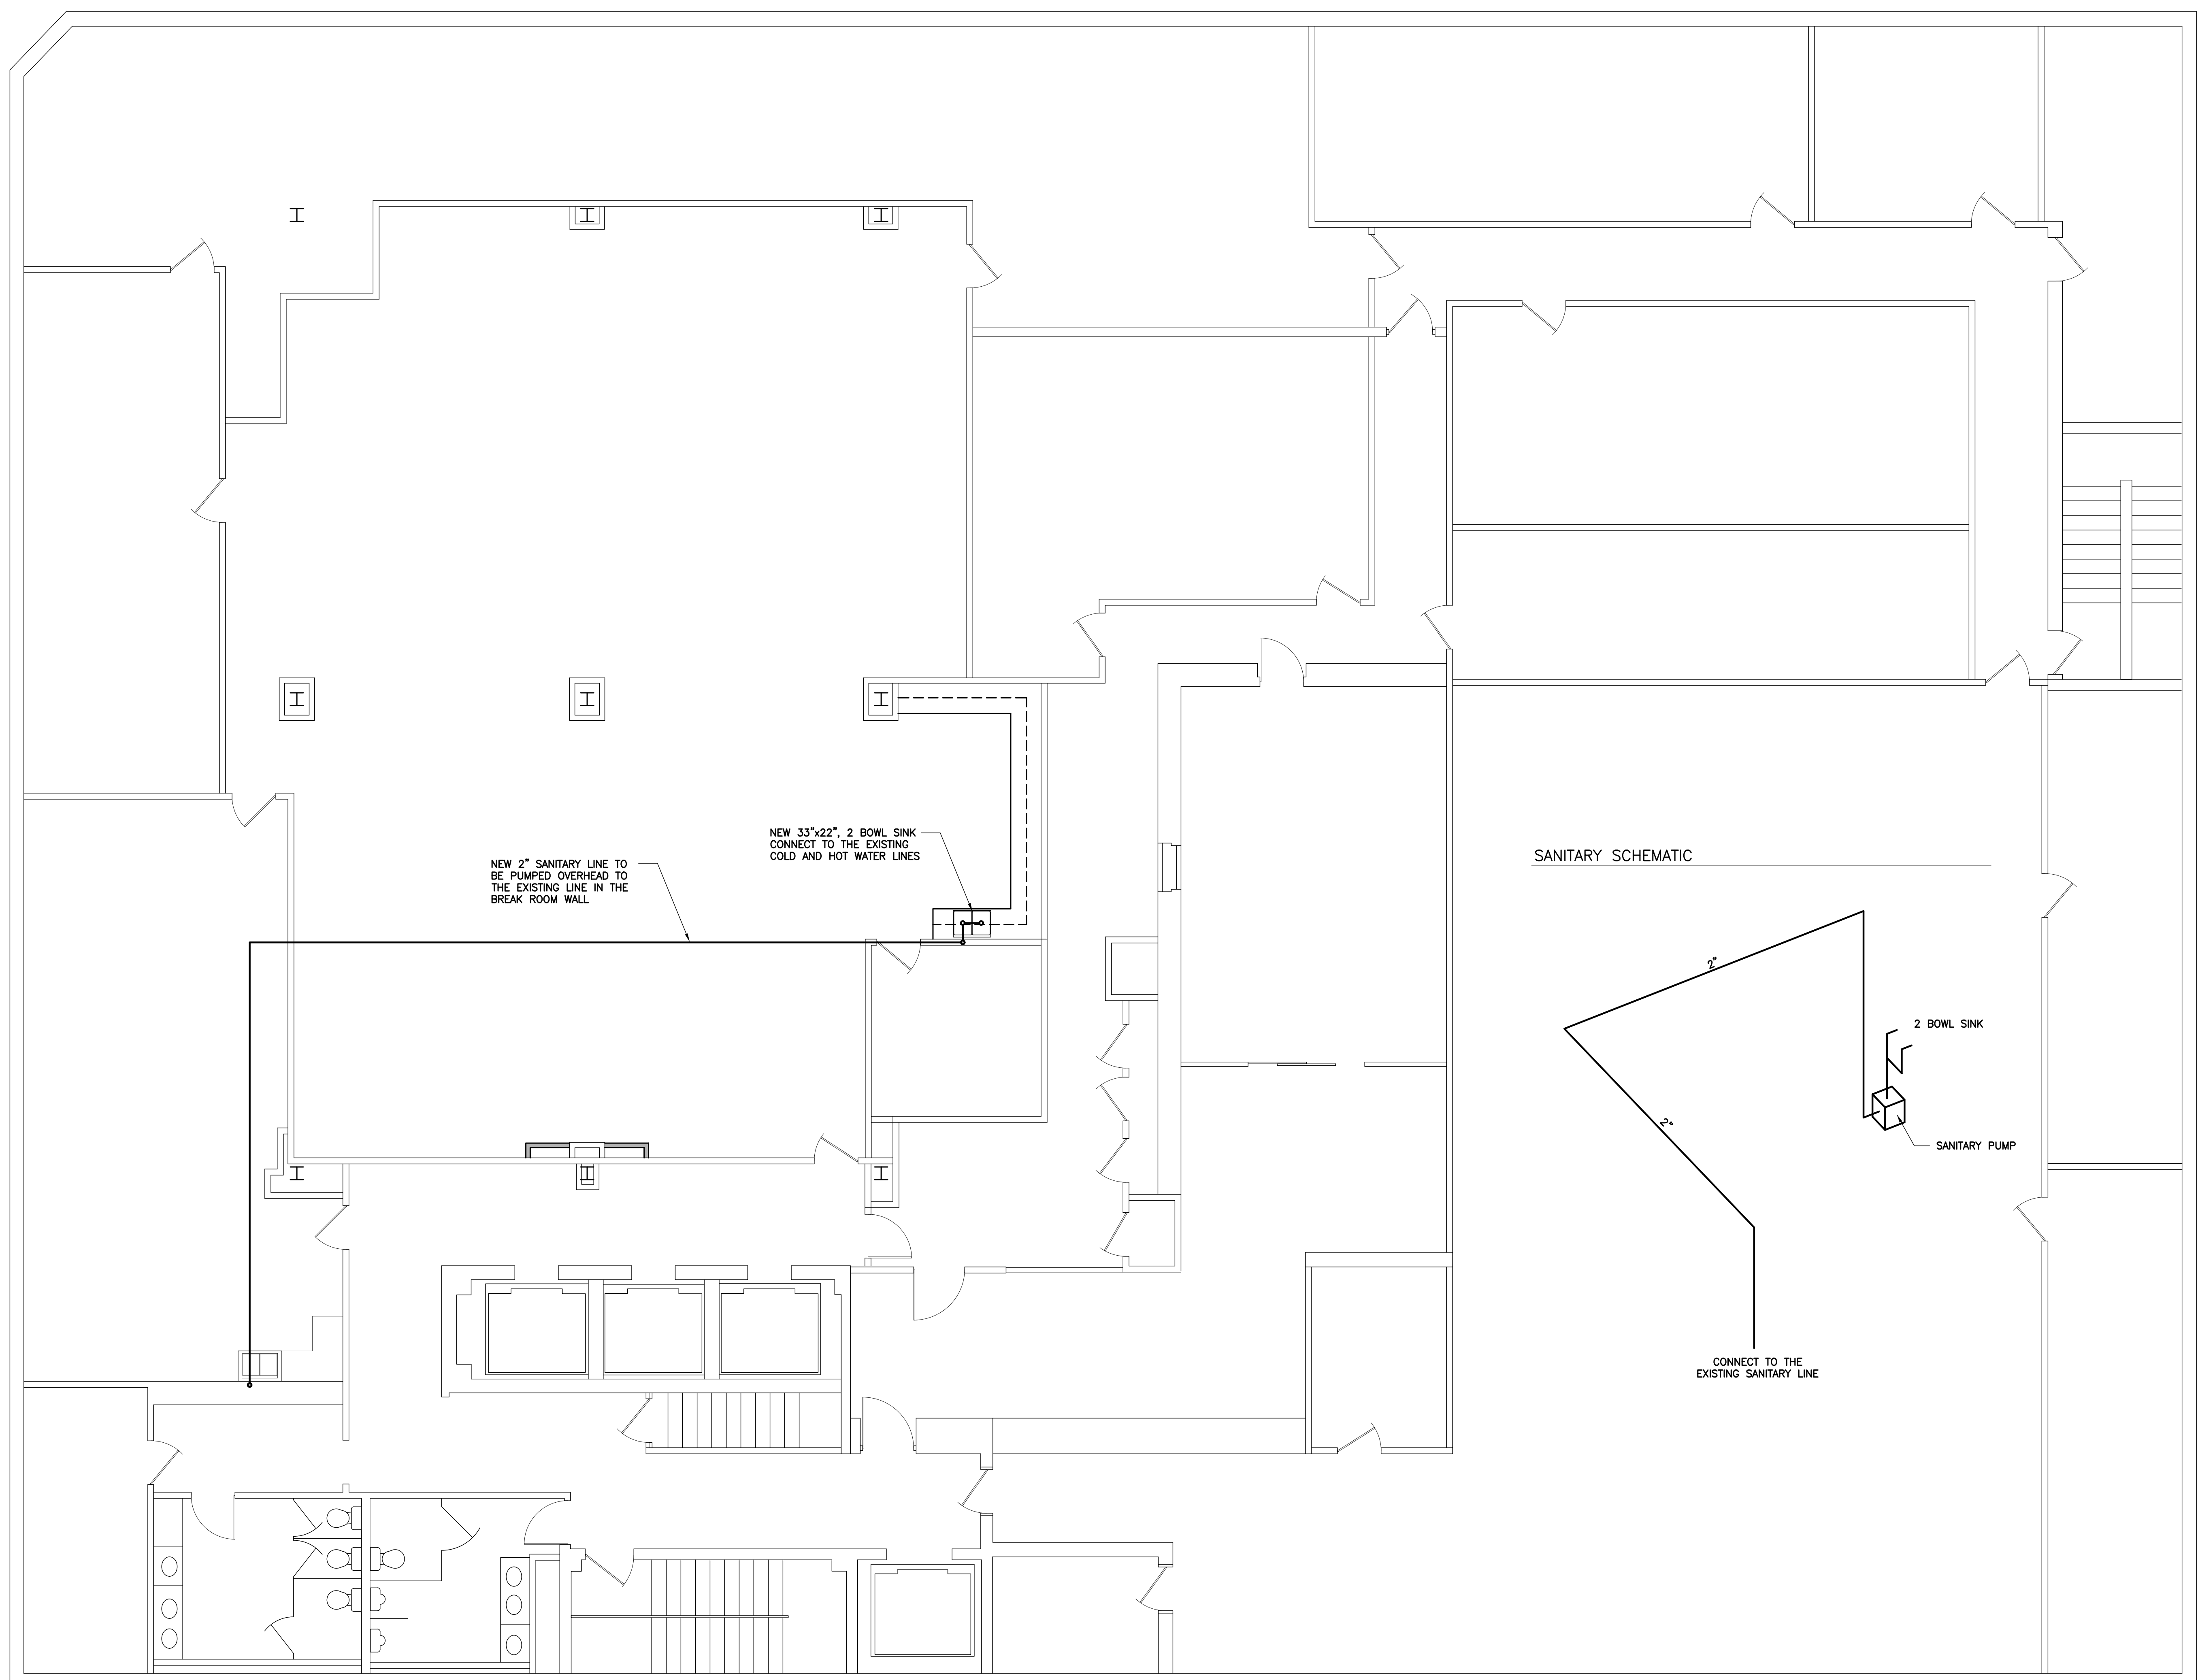 NEW 33"x22", 2 BOWL SINK
CONNECT TO THE EXISTING
COLD AND HOT WATER LINES
NEW 2" SANITARY LINE TO
BE PUMPED OVERHEAD TO
THE EXISTING LINE IN THE
BREAK ROOM WALL
SANITARY SCHEMATIC
2"
2 BOWL SINK
2"
SANITARY PUMP
CONNECT TO THE
EXISTING SANITARY LINE